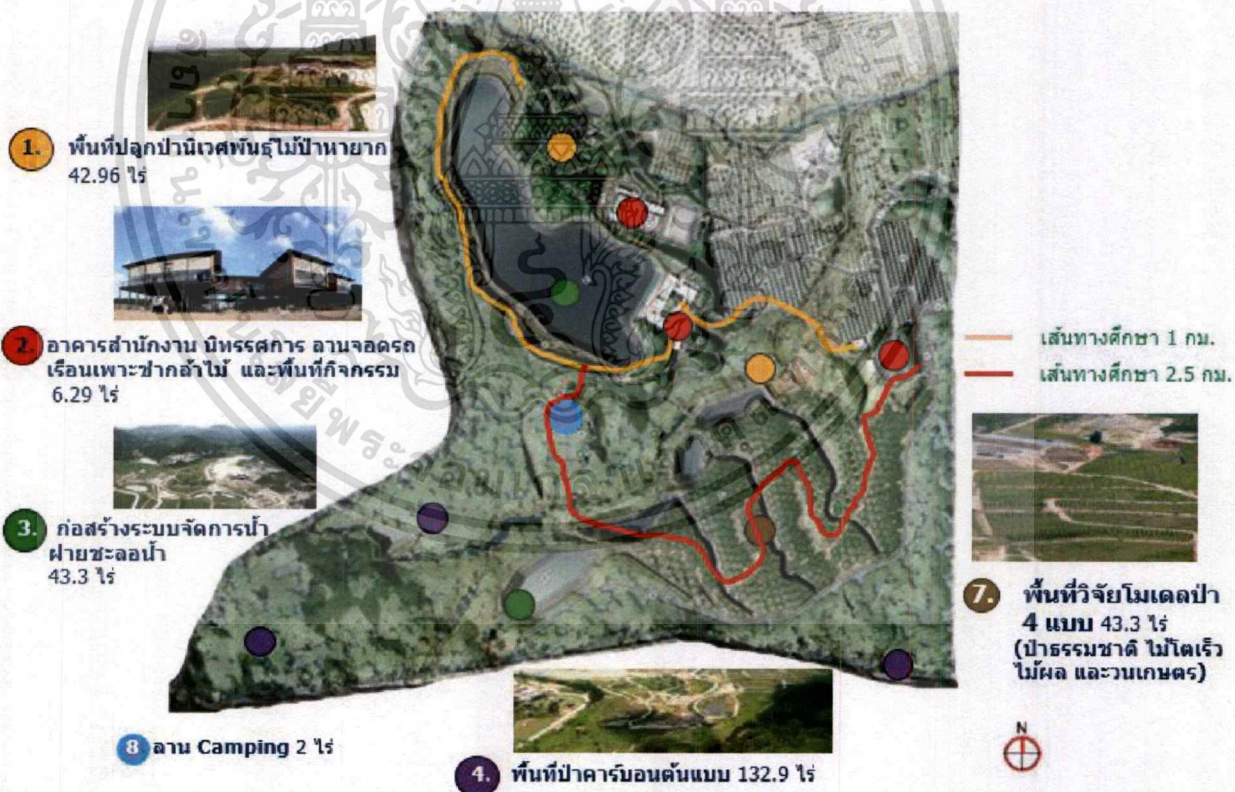 1. พื้นที่ปลูกป่านิเวศพันธุ์ไม้ป่าหายาก
42.96 ไร่
2. อาคารสำนักงาน นิทรรศการ ลานจอดรถ
เรือนเพาะชำกล้าไม้ และพื้นที่กิจกรรม
6.29 ไร่
3. ก่อสร้างระบบจัดการน้ำ
ฝายชะลอน้ำ
43.3 ไร่
8 ลาน Camping 2 ไร่
4. พื้นที่ป่าคาร์บอนต้นแบบ 132.9 ไร่
เส้นทางศึกษา 1 กม.
เส้นทางศึกษา 2.5 กม.
7. พื้นที่วิจัยโมเดลป่า
4 แบบ 43.3 ไร่
(ป่าธรรมชาติ ไม้โตเร็ว
ไม้ผล และวนเกษตร)
N